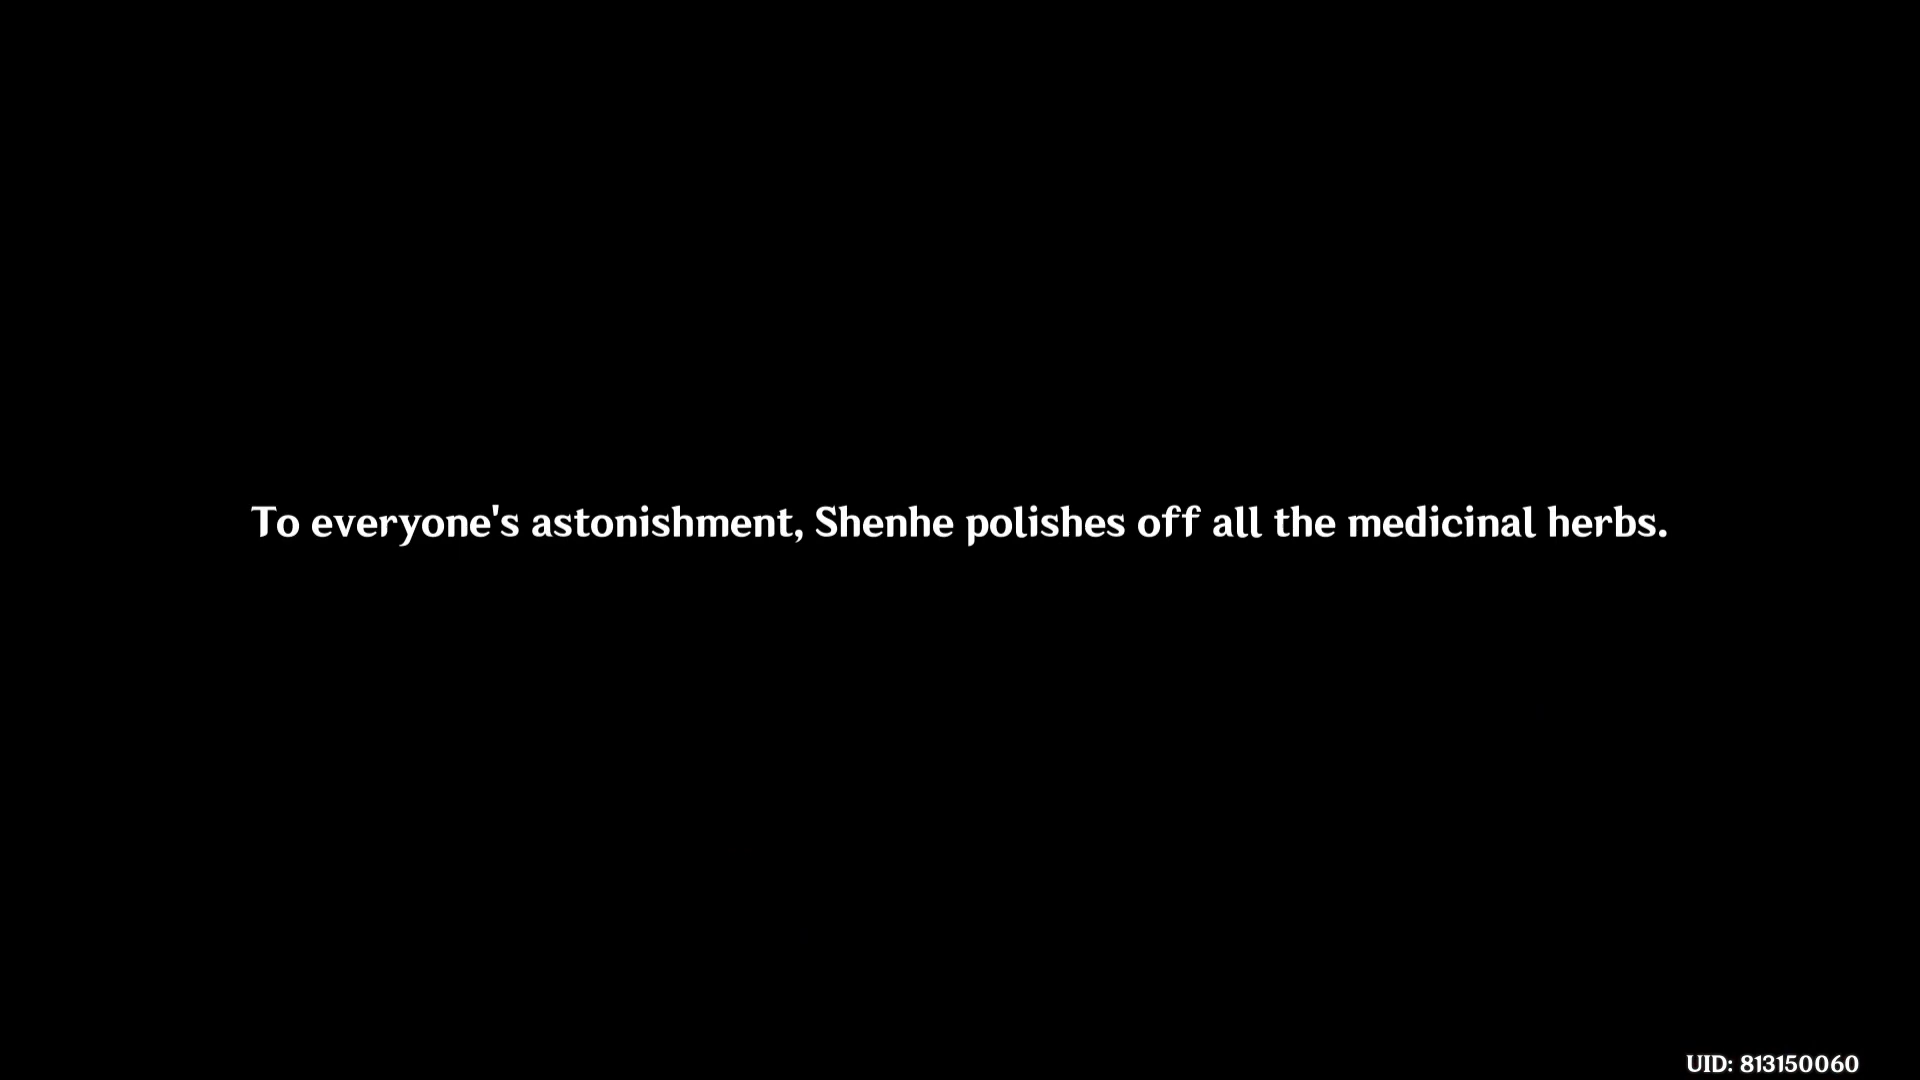 To everyone's astonishment, Shenhe polishes off all the medicinal herbs.
UID: 813150060